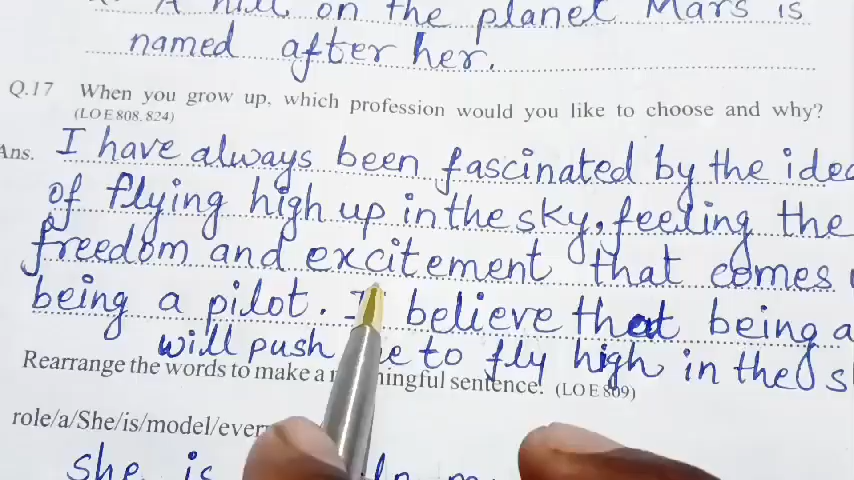 A hill on the planet Mars is
named after her.
Q.17 When you grow up, which profession would you like to choose and why?
(LO E 808, 824)
Ans. I have always been fascinated by the idea
of flying high up in the sky, feeling the
freedom and excitement that comes
being a pilot. I believe that being a
will push to fly high in the
Rearrange the words to make a meaningful sentence. (LO E 809)
role/a/She/is/model/
she is